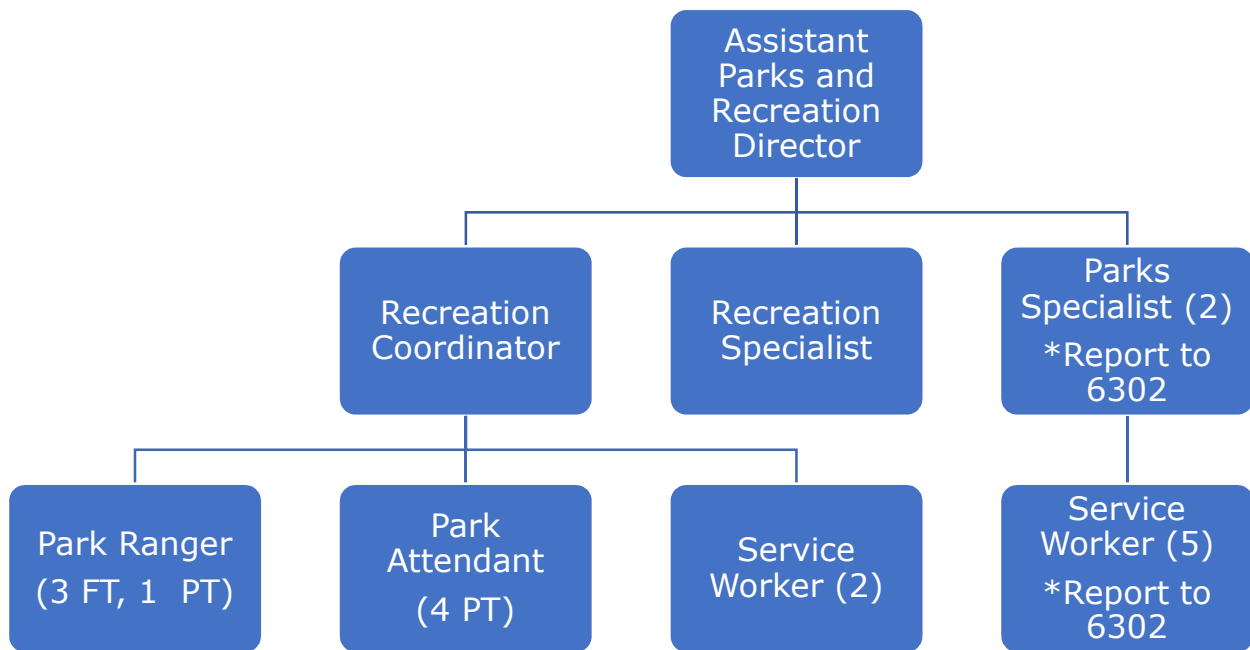 Assistant
Parks and
Recreation
Director
Recreation
Coordinator
Recreation
Specialist
Parks
Specialist (2)
*Report to
6302
Park Ranger
(3 FT, 1  PT)
Park
Attendant
(4 PT)
Service
Worker (2)
Service
Worker (5)
*Report to
6302